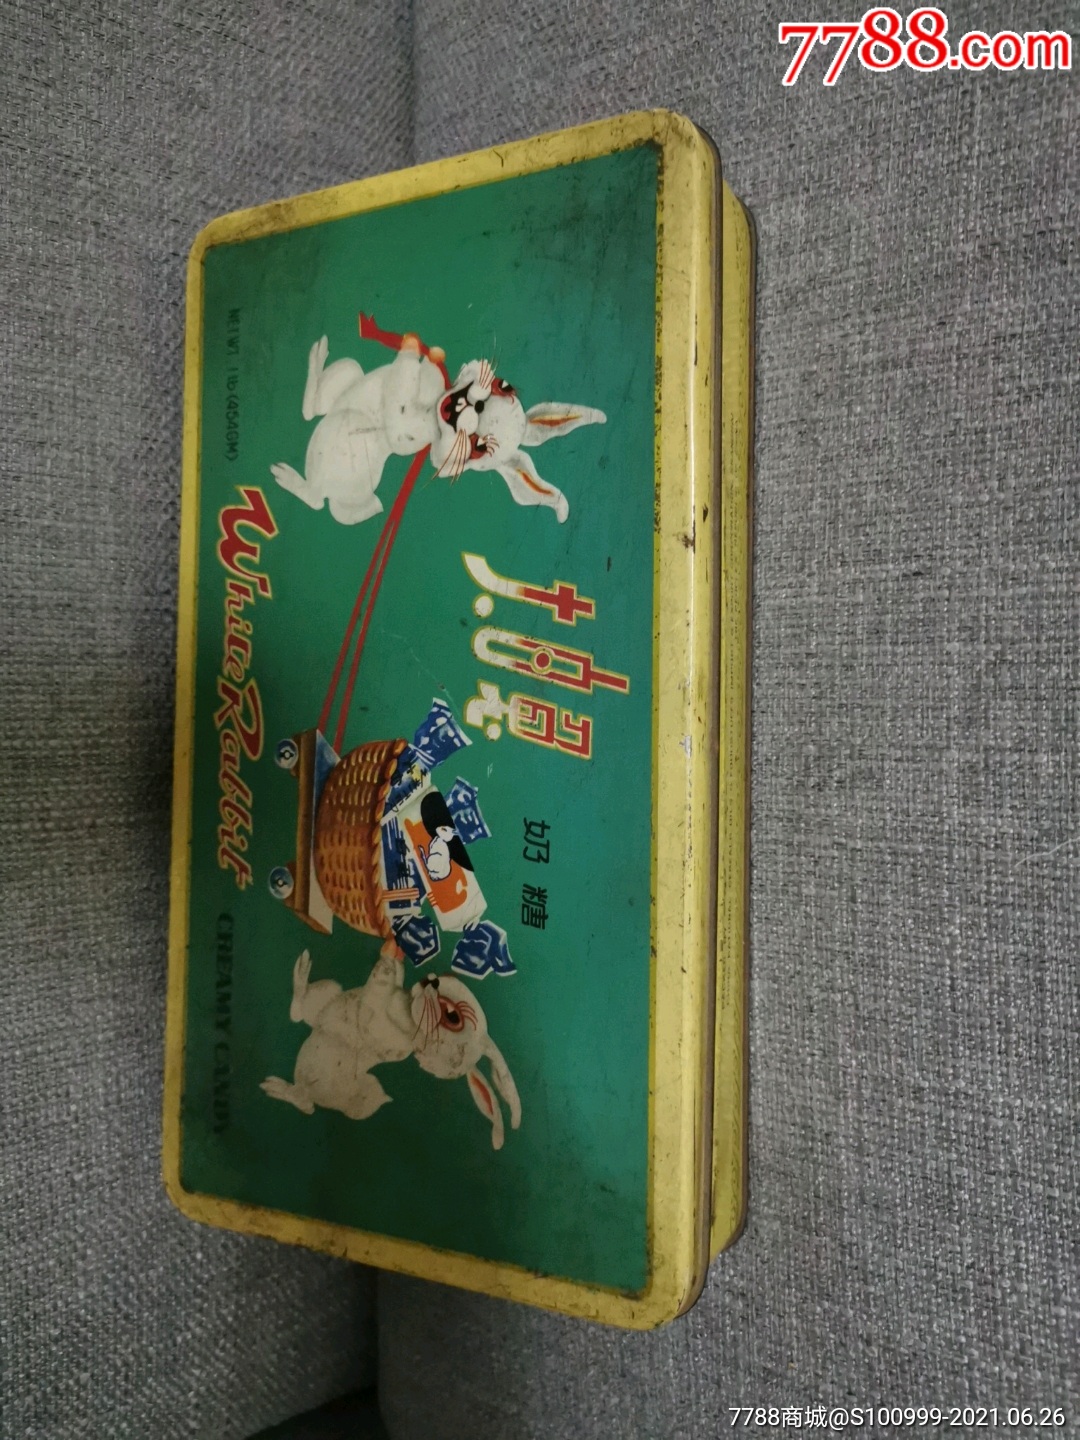 7788.com
大白兔
奶糖
NET WT 1 lb (454GM)
White Rabbit CREAMY CANDY
7788商城@S100999-2021.06.26